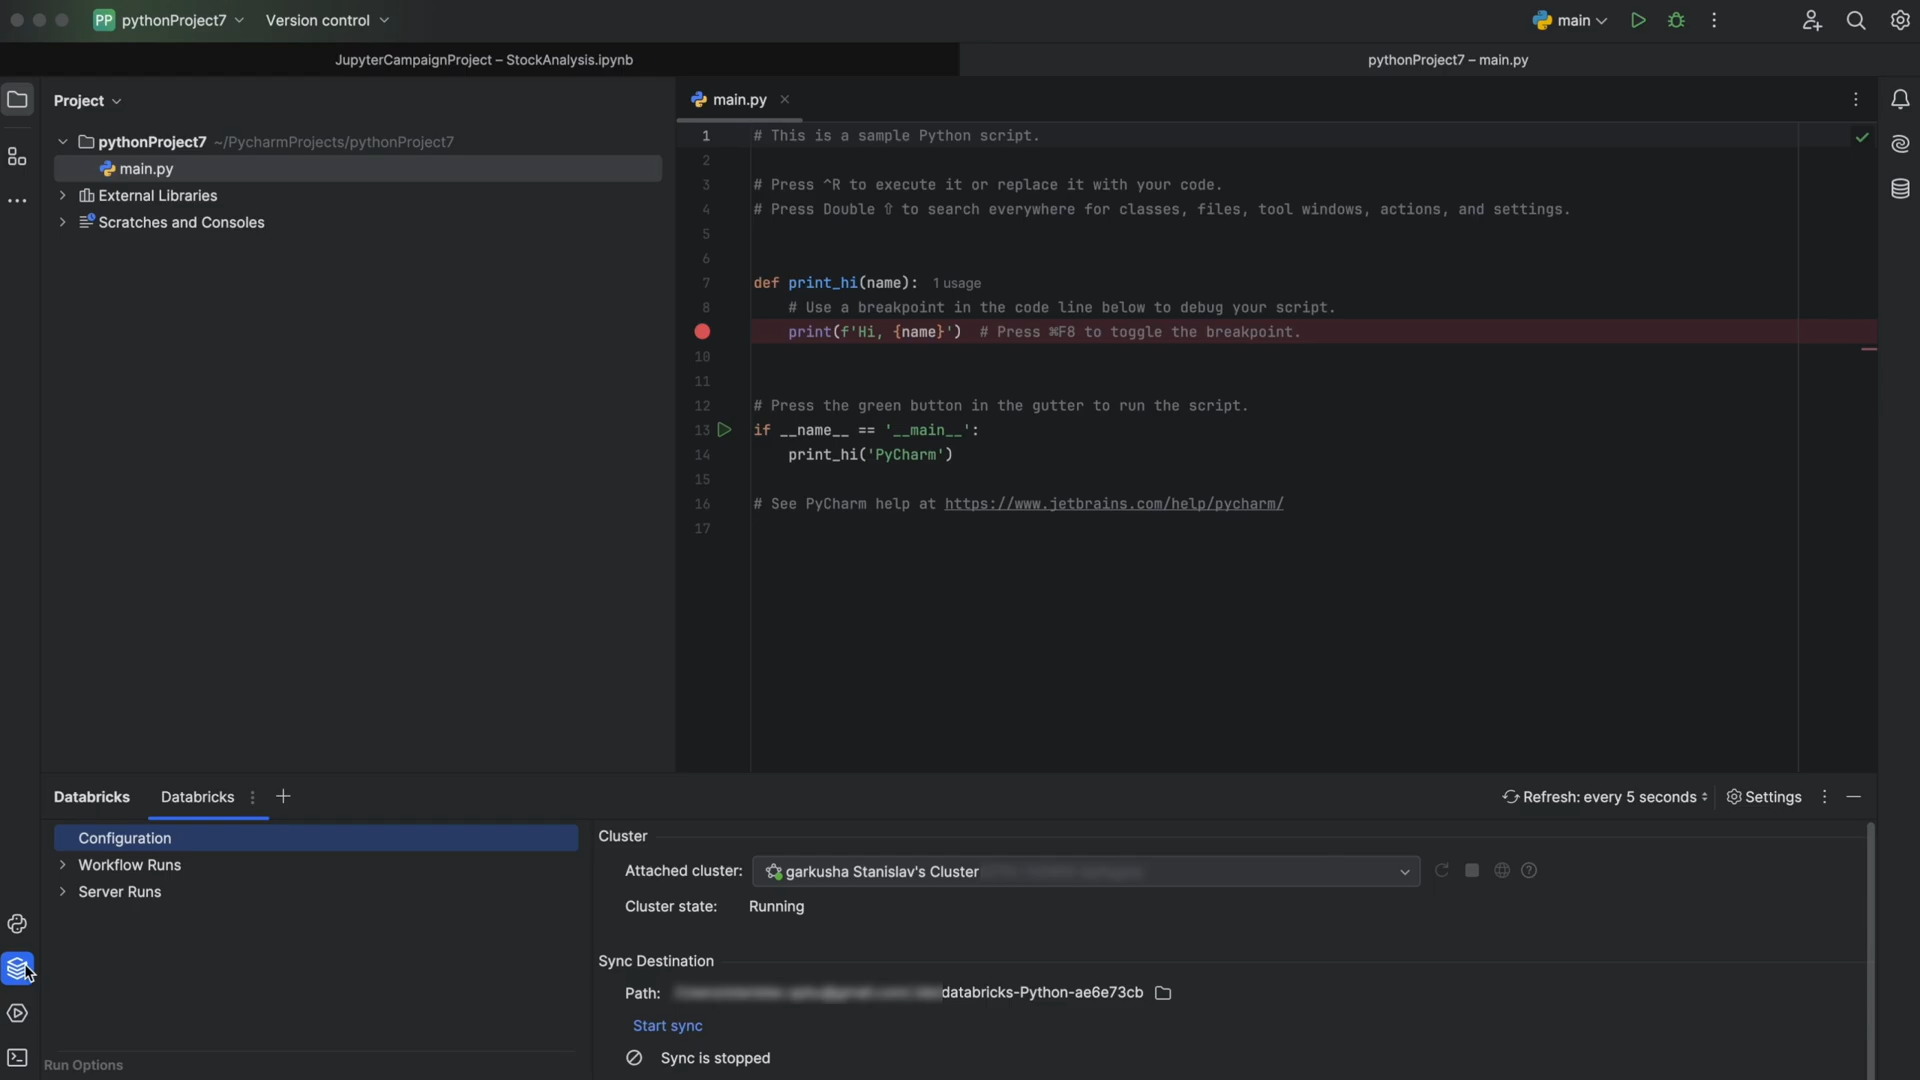 PP pythonProject7 Version control main
JupyterCampaignProject – StockAnalysis.ipynb pythonProject7 – main.py
Project
pythonProject7 ~/PycharmProjects/pythonProject7
main.py
External Libraries
Scratches and Consoles
main.py
1 # This is a sample Python script.
2
3 # Press ^R to execute it or replace it with your code.
4 # Press Double ⇧ to search everywhere for classes, files, tool windows, actions, and settings.
5
6
7 def print_hi(name): 1 usage
8 # Use a breakpoint in the code line below to debug your script.
print(f'Hi, {name}') # Press ⌘F8 to toggle the breakpoint.
10
11
12 # Press the green button in the gutter to run the script.
13 if __name__ == '__main__':
14 print_hi('PyCharm')
15
16 # See PyCharm help at https://www.jetbrains.com/help/pycharm/
17
Databricks Databricks Refresh: every 5 seconds Settings
Configuration
Workflow Runs
Server Runs
Run Options
Cluster
Attached cluster: garkusha Stanislav's Cluster
Cluster state: Running
Sync Destination
Path: databricks-Python-ae6e73cb
Start sync
Sync is stopped